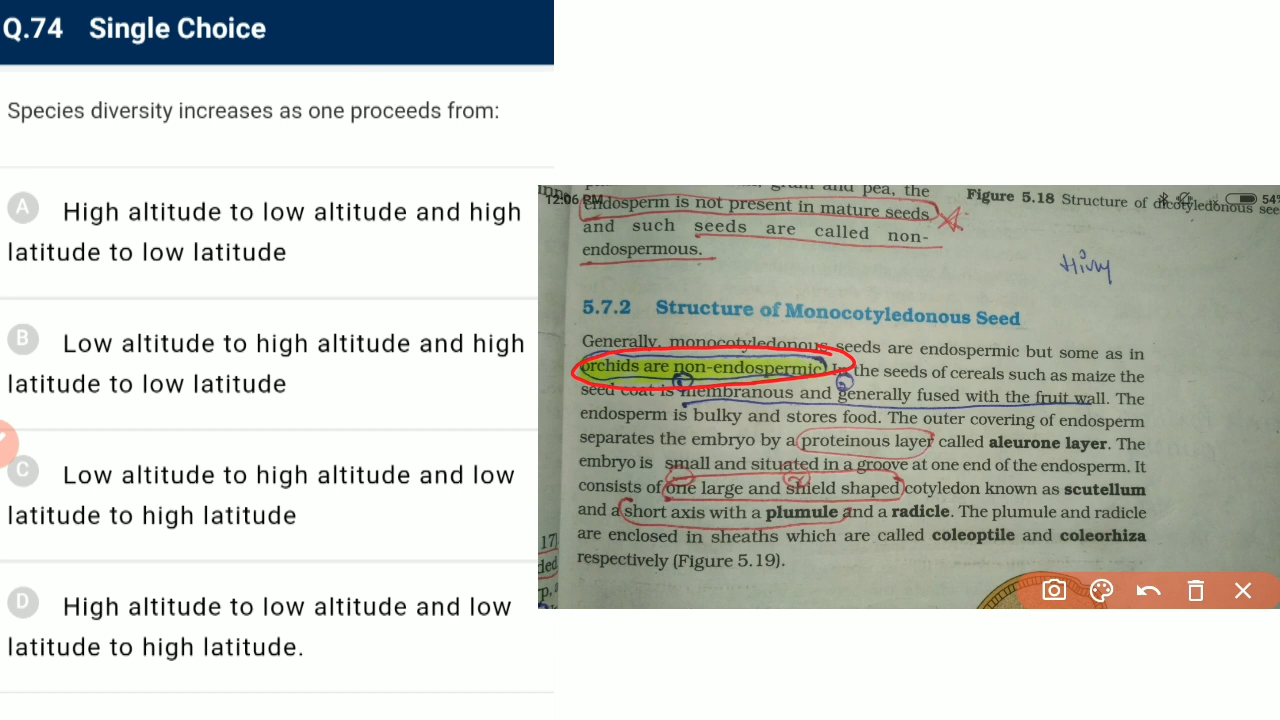 Q.74 Single Choice
Species diversity increases as one proceeds from:
A High altitude to low altitude and high
latitude to low latitude
B Low altitude to high altitude and high
latitude to low latitude
C Low altitude to high altitude and low
latitude to high latitude
D High altitude to low altitude and low
latitude to high latitude.
12:06 PM
54%
and pea, the
endosperm is not present in mature seeds
and such seeds are called non-
endospermous.
Figure 5.18 Structure of dicotyledonous see
5.7.2 Structure of Monocotyledonous Seed
Generally, monocotyledonous seeds are endospermic but some as in
orchids are non-endospermic. In the seeds of cereals such as maize the
seed coat is membranous and generally fused with the fruit wall. The
endosperm is bulky and stores food. The outer covering of endosperm
separates the embryo by a proteinous layer called aleurone layer. The
embryo is small and situated in a groove at one end of the endosperm. It
consists of one large and shield shaped cotyledon known as scutellum
and a short axis with a plumule and a radicle. The plumule and radicle
are enclosed in sheaths which are called coleoptile and coleorhiza
respectively (Figure 5.19).
17)
ded